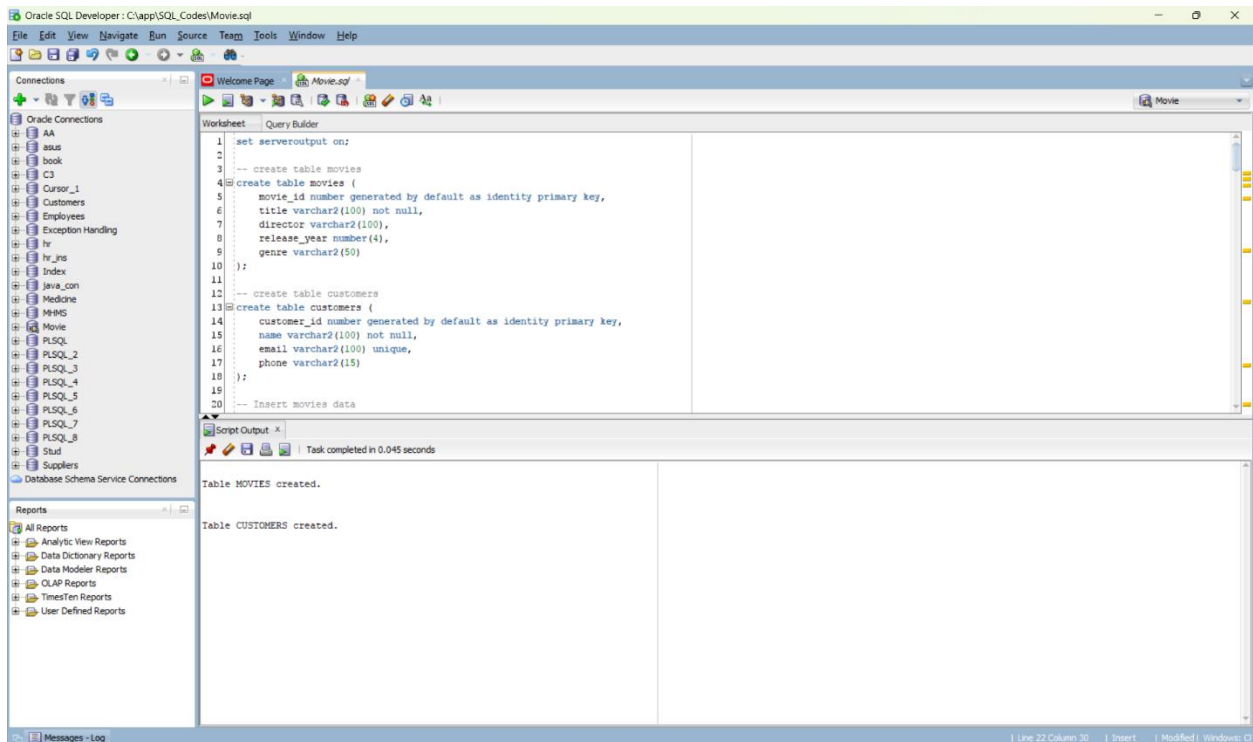 Oracle SQL Developer : C:\app\SQL_Codes\Movie.sql
File Edit View Navigate Run Source Team Tools Window Help
Connections
Oracle Connections
AA
asus
book
C3
Cursor_1
Customers
Employees
Exception Handling
hr
hr_jns
Index
java_con
Medicine
MHMS
Movie
PLSQL
PLSQL_2
PLSQL_3
PLSQL_4
PLSQL_5
PLSQL_6
PLSQL_7
PLSQL_8
Stud
Suppliers
Database Schema Service Connections
Reports
All Reports
Analytic View Reports
Data Dictionary Reports
Data Modeler Reports
OLAP Reports
TimesTen Reports
User Defined Reports
Welcome Page Movie.sql
Movie
Worksheet Query Builder
1 set serveroutput on;
2
3 -- create table movies
4 create table movies (
5 movie_id number generated by default as identity primary key,
6 title varchar2(100) not null,
7 director varchar2(100),
8 release_year number(4),
9 genre varchar2(50)
10 );
11
12 -- create table customers
13 create table customers (
14 customer_id number generated by default as identity primary key,
15 name varchar2(100) not null,
16 email varchar2(100) unique,
17 phone varchar2(15)
18 );
19
20 -- Insert movies data
Script Output
Task completed in 0.045 seconds
Table MOVIES created.
Table CUSTOMERS created.
Messages - Log
Line 22 Column 30 | Insert | Modified | Windows: C